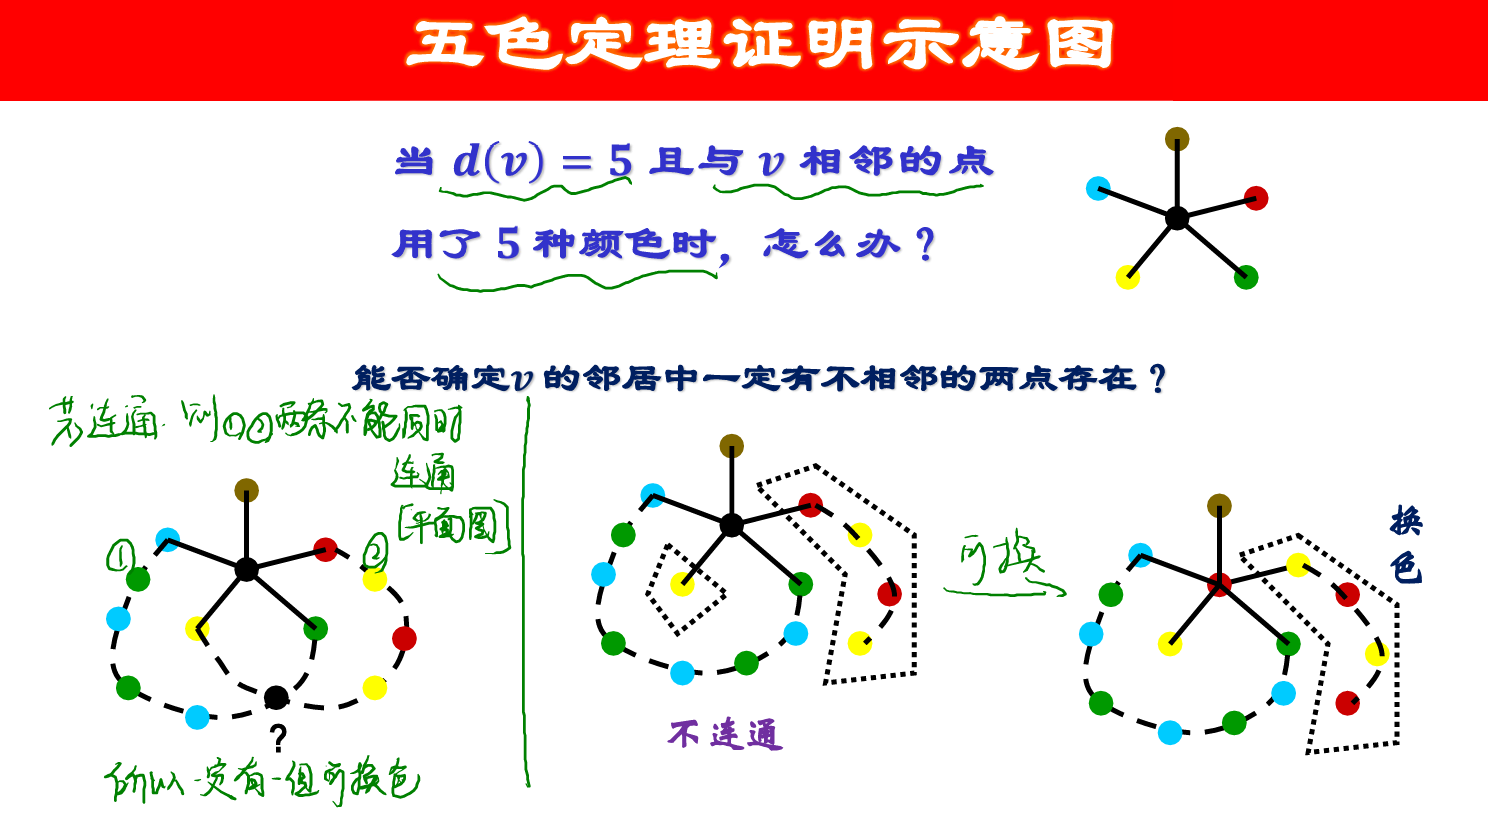 五色定理证明示意图
当 d(v) = 5 且与 v 相邻的点
用了 5 种颜色时，怎么办？
能否确定v 的邻居中一定有不相邻的两点存在？
若连通. 则①②两条不能同时
连通
[平面图]
①
②
?
所以一定有一组可换色
不连通
可换
换
色